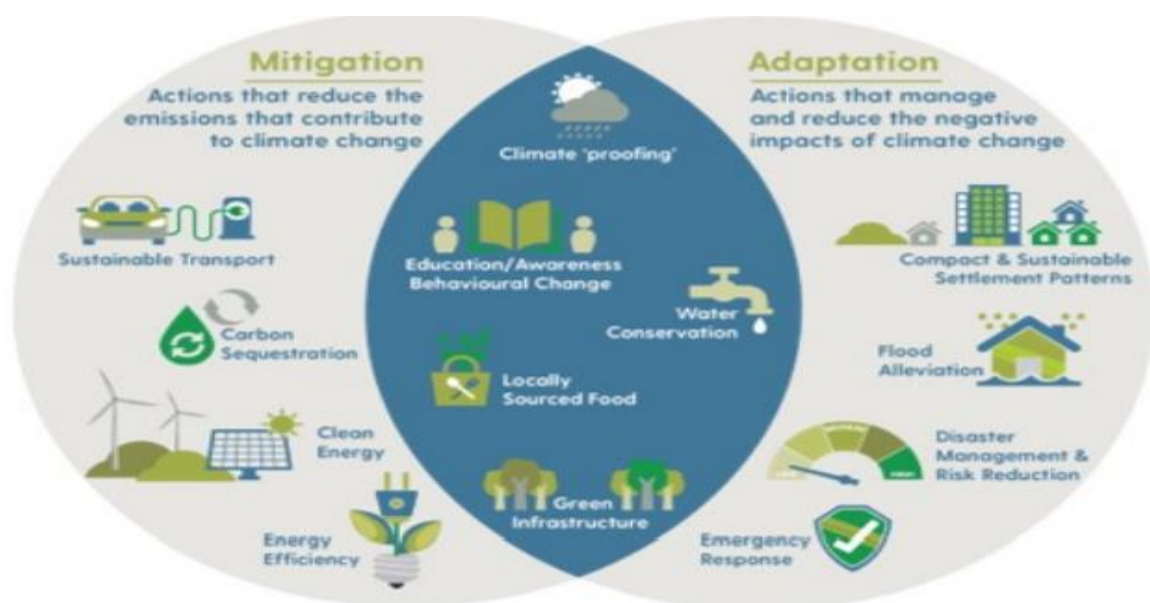 Mitigation
Actions that reduce the
emissions that contribute
to climate change
Sustainable Transport
Carbon
Sequestration
Clean
Energy
Energy
Efficiency
Climate "proofing"
Education/Awareness
Behavioural Change
Water
Conservation
Locally
Sourced Food
Green
Infrastructure
Adaptation
Actions that manage
and reduce the negative
impacts of climate change
Compact & Sustainable
Settlement Patterns
Flood
Alleviation
Disaster
Management &
Risk Reduction
Emergency
Response